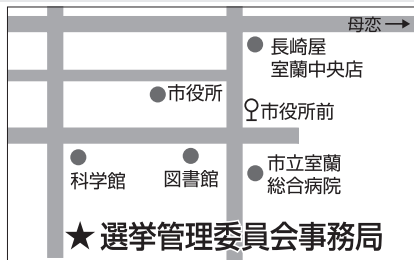 母恋→
長崎屋
室蘭中央店
市役所
市役所前
科学館
図書館
市立室蘭
総合病院
★選挙管理委員会事務局